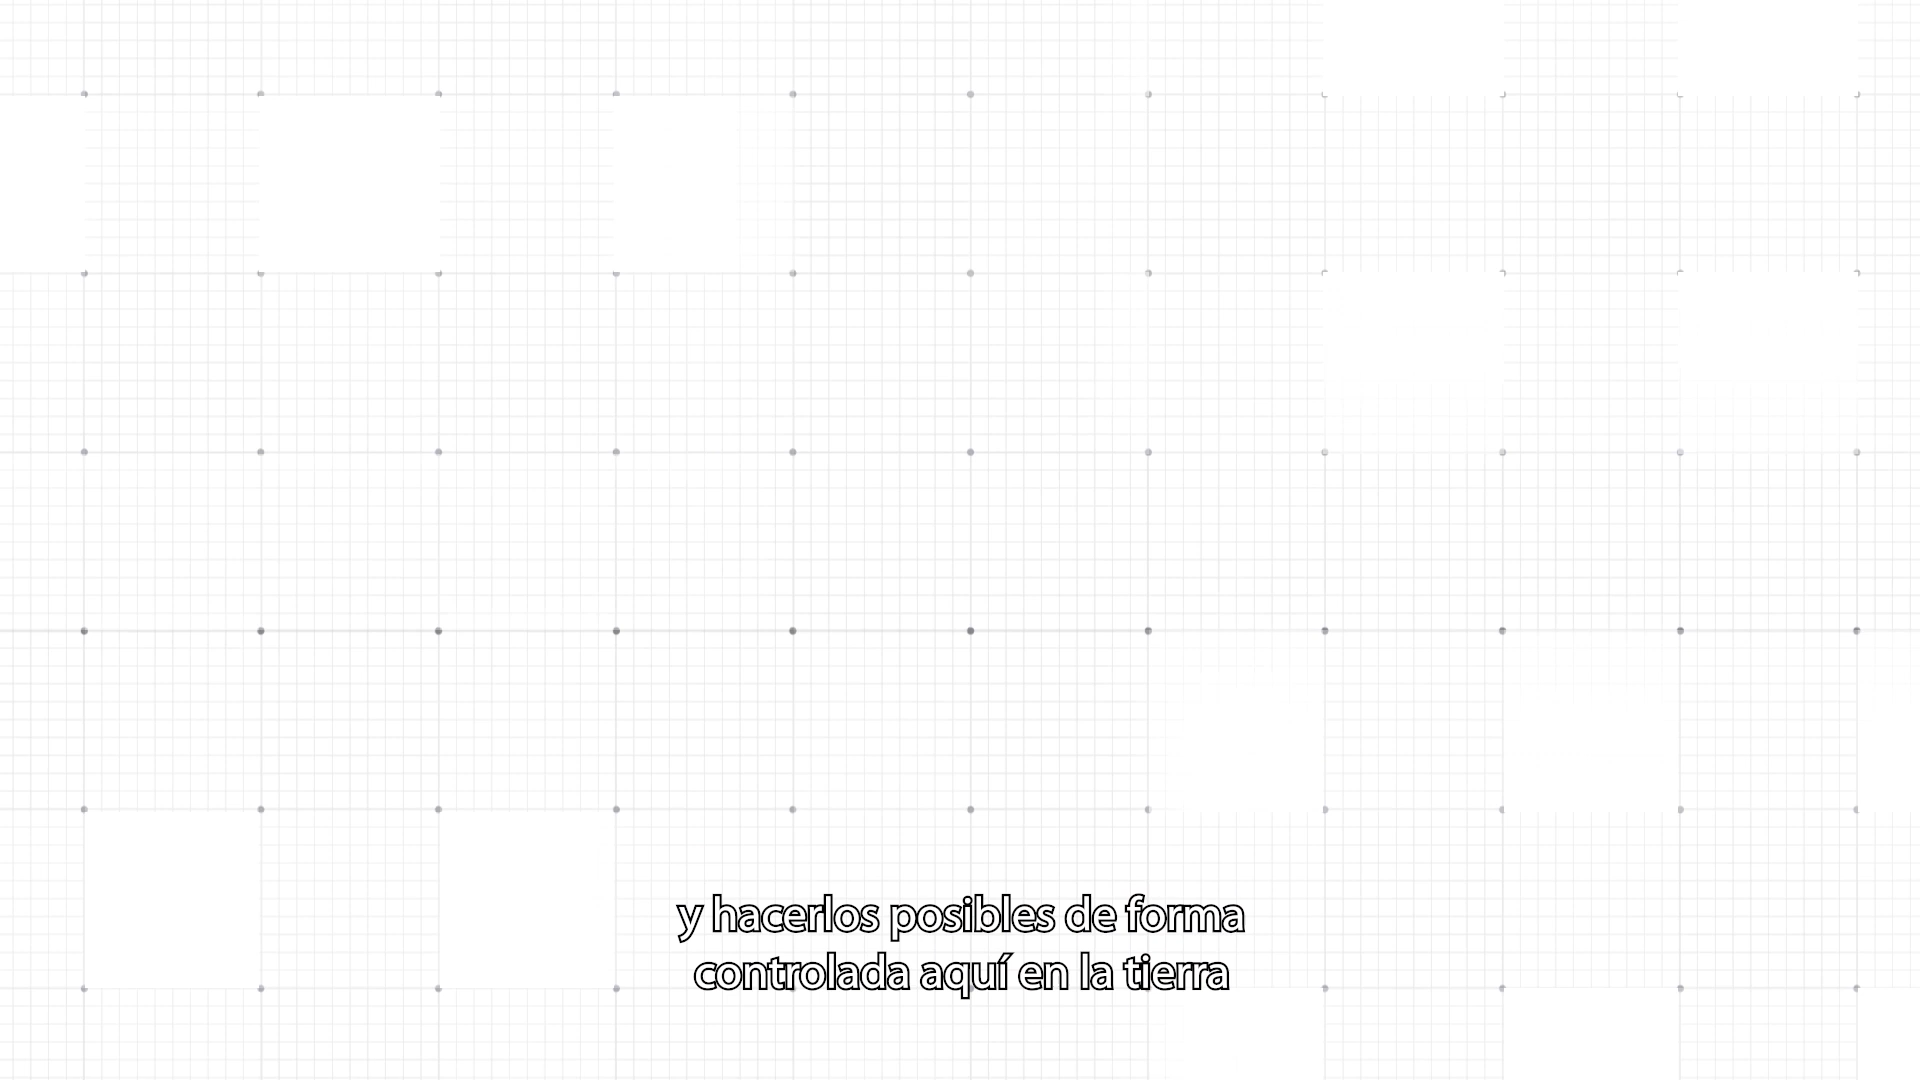 y hacerlos posibles de forma
controlada aquí en la tierra